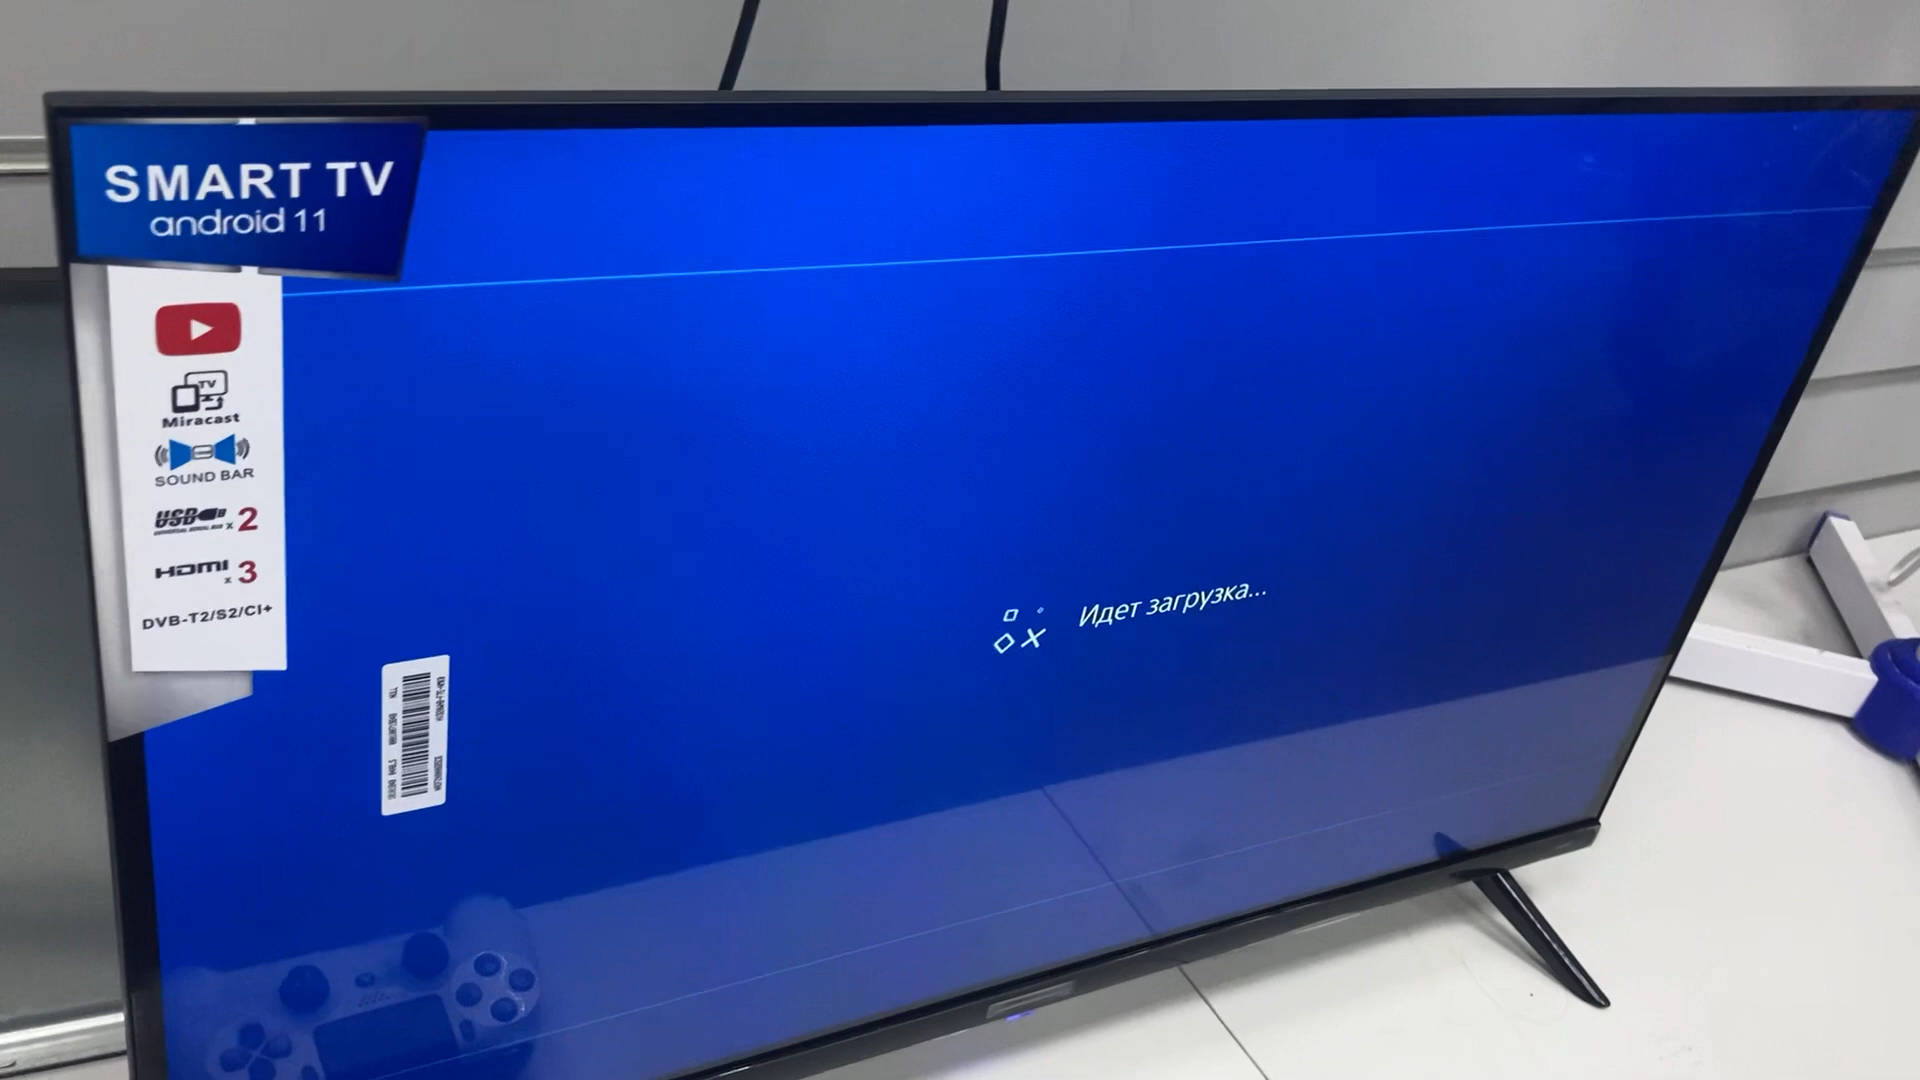 SMART TV
android 11
TV
Miracast
SOUND BAR
USB x 2
HDMI x 3
DVB-T2/S2/CI+
Идет загрузка...